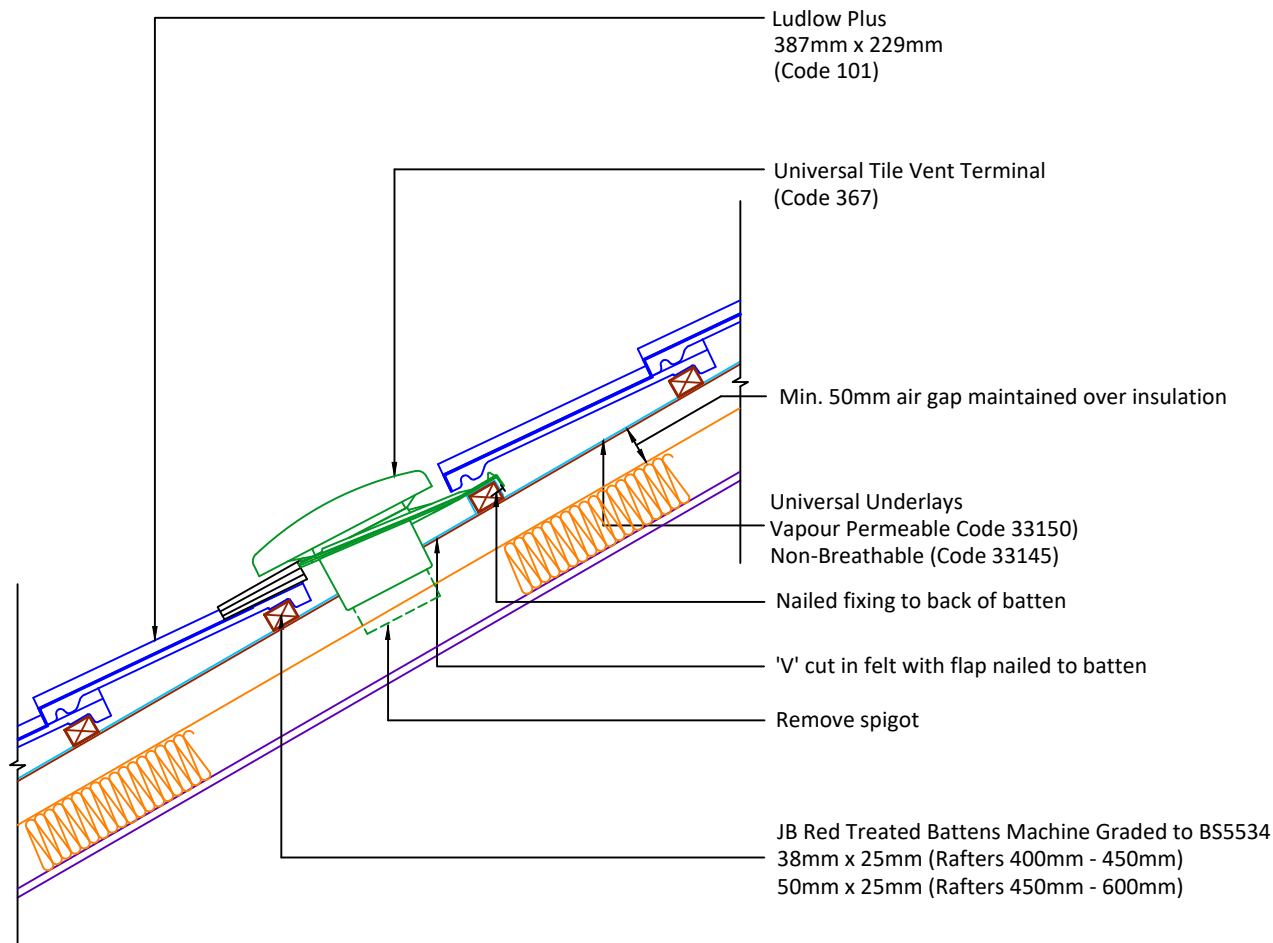 Ludlow Plus
387mm x 229mm
(Code 101)
Universal Tile Vent Terminal
(Code 367)
Min. 50mm air gap maintained over insulation
Universal Underlays
Vapour Permeable Code 33150)
Non-Breathable (Code 33145)
Nailed fixing to back of batten
'V' cut in felt with flap nailed to batten
Remove spigot
JB Red Treated Battens Machine Graded to BS5534
38mm x 25mm (Rafters 400mm - 450mm)
50mm x 25mm (Rafters 450mm - 600mm)